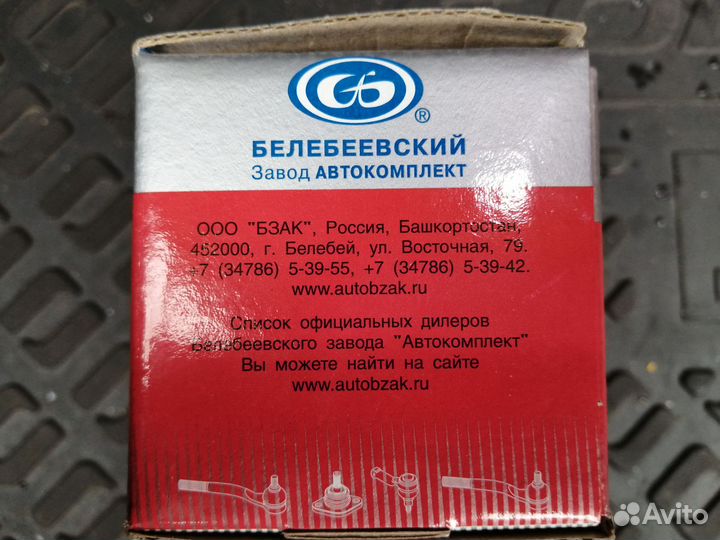 ®
БЕЛЕБЕЕВСКИЙ
Завод АВТОКОМПЛЕКТ
ООО "БЗАК", Россия, Башкортостан,
452000, г. Белебей, ул. Восточная, 79.
+7 (34786) 5-39-55, +7 (34786) 5-39-42.
www.autobzak.ru
Список официальных дилеров
Белебеевского завода "Автокомплект"
Вы можете найти на сайте
www.autobzak.ru
Avito